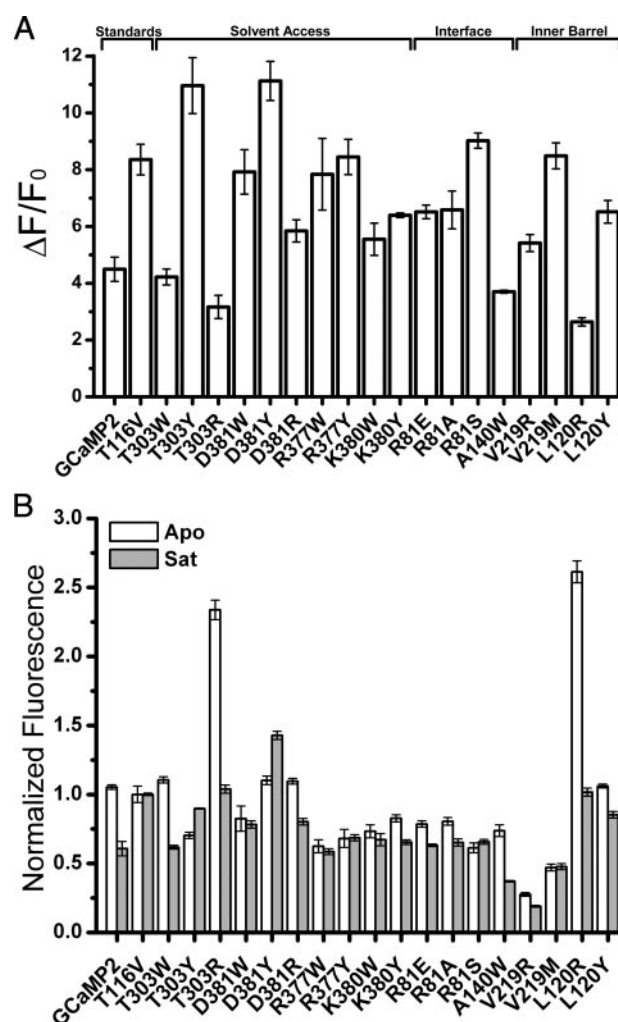 A
Standards Solvent Access Interface Inner Barrel
12
10
8
6
4
2
0
ΔF/F0
GCaMP2 T116V T303W T303Y T303R D381W D381Y D381R R377W R377Y K380W K380Y R81E R81A R81S A140W V219R V219M L120R L120Y
B
Apo
Sat
3.0
2.5
2.0
1.5
1.0
0.5
0.0
Normalized Fluorescence
GCaMP2 T116V T303W T303Y T303R D381W D381Y D381R R377W R377Y K380W K380Y R81E R81A R81S A140W V219R V219M L120R L120Y